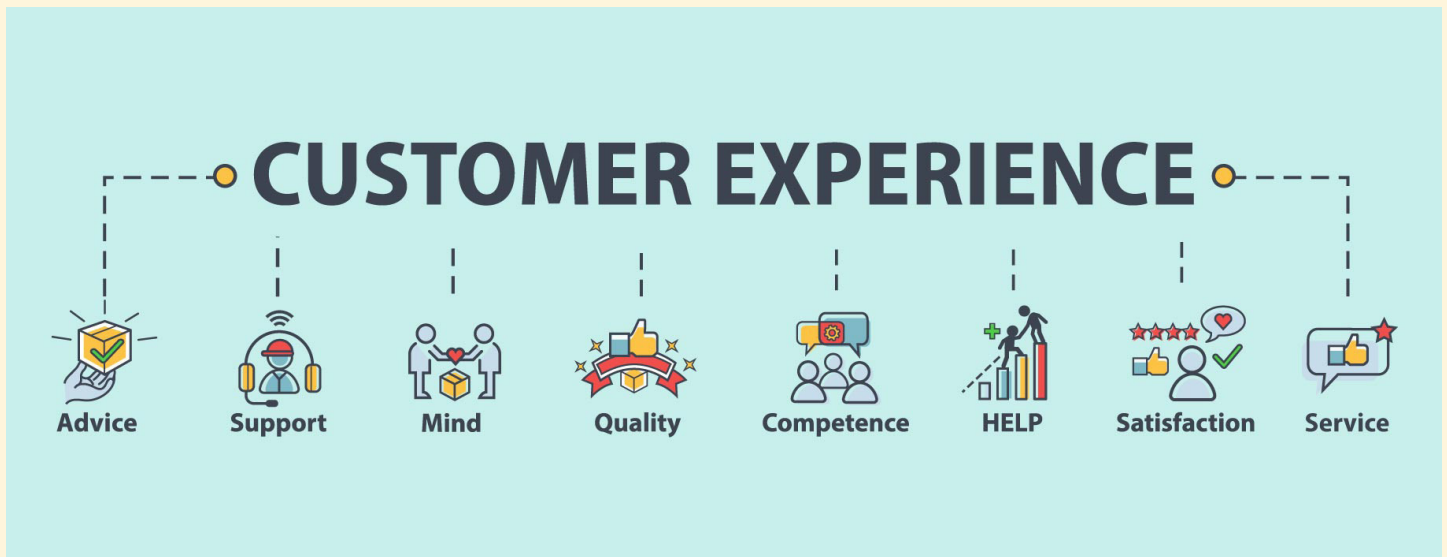 CUSTOMER EXPERIENCE
Advice
Support
Mind
Quality
Competence
HELP
Satisfaction
Service